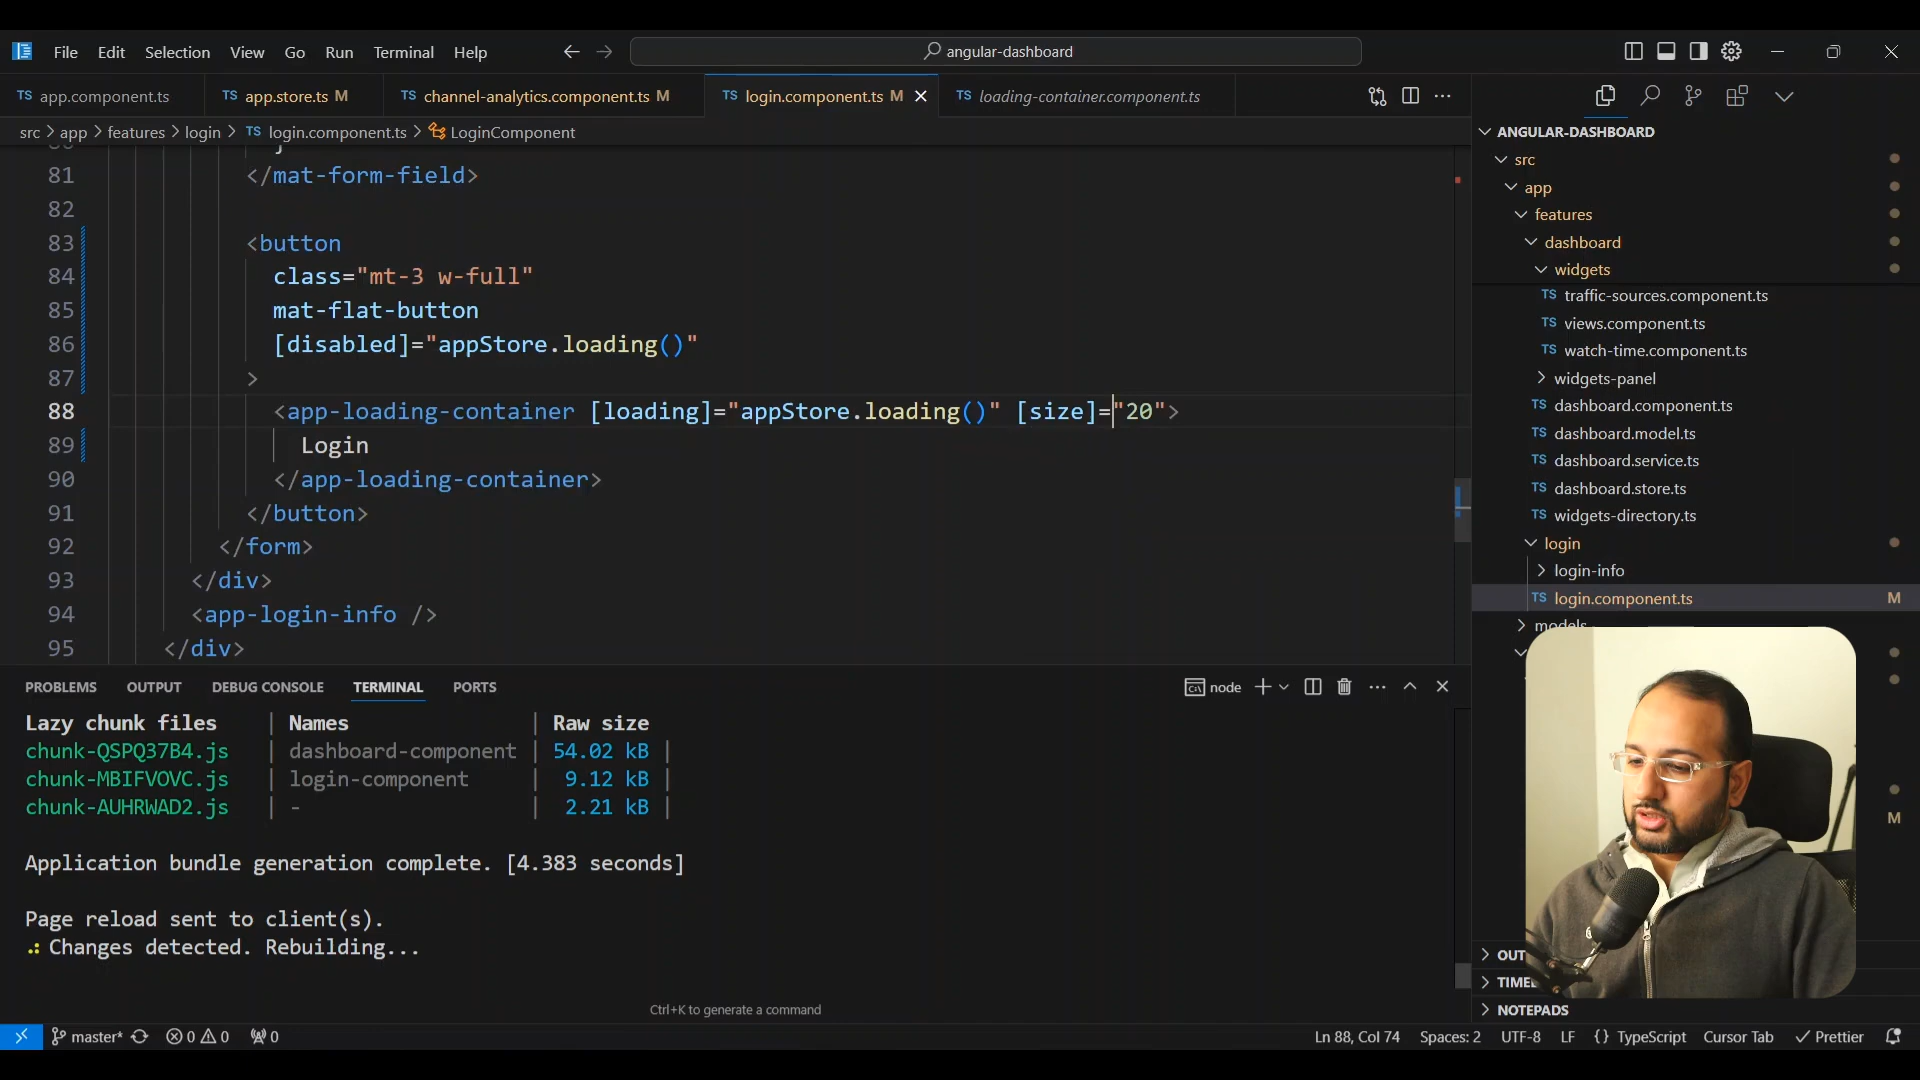 File Edit Selection View Go Run Terminal Help
angular-dashboard
TS app.component.ts
TS app.store.ts M
TS channel-analytics.component.ts M
TS login.component.ts M
TS loading-container.component.ts
src > app > features > login > TS login.component.ts > LoginComponent
81 </mat-form-field>
82
83 <button
84 class="mt-3 w-full"
85 mat-flat-button
86 [disabled]="appStore.loading()"
87 >
88 <app-loading-container [loading]="appStore.loading()" [size]="20">
89 Login
90 </app-loading-container>
91 </button>
92 </form>
93 </div>
94 <app-login-info />
95 </div>
PROBLEMS OUTPUT DEBUG CONSOLE TERMINAL PORTS
node
Lazy chunk files | Names | Raw size
chunk-QSPQ37B4.js | dashboard-component | 54.02 kB |
chunk-MBIFVOVC.js | login-component | 9.12 kB |
chunk-AUHRWAD2.js | - | 2.21 kB |
Application bundle generation complete. [4.383 seconds]
Page reload sent to client(s).
Changes detected. Rebuilding...
Ctrl+K to generate a command
ANGULAR-DASHBOARD
src
app
features
dashboard
widgets
TS traffic-sources.component.ts
TS views.component.ts
TS watch-time.component.ts
widgets-panel
TS dashboard.component.ts
TS dashboard.model.ts
TS dashboard.service.ts
TS dashboard.store.ts
TS widgets-directory.ts
login
login-info
TS login.component.ts M
models
M
OUT
TIME
NOTEPADS
master* 0 0 0
Ln 88, Col 74 Spaces: 2 UTF-8 LF {} TypeScript Cursor Tab Prettier